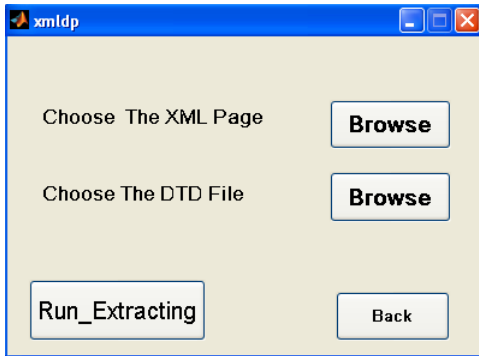 xmldp
Choose The XML Page
Browse
Choose The DTD File
Browse
Run_Extracting
Back